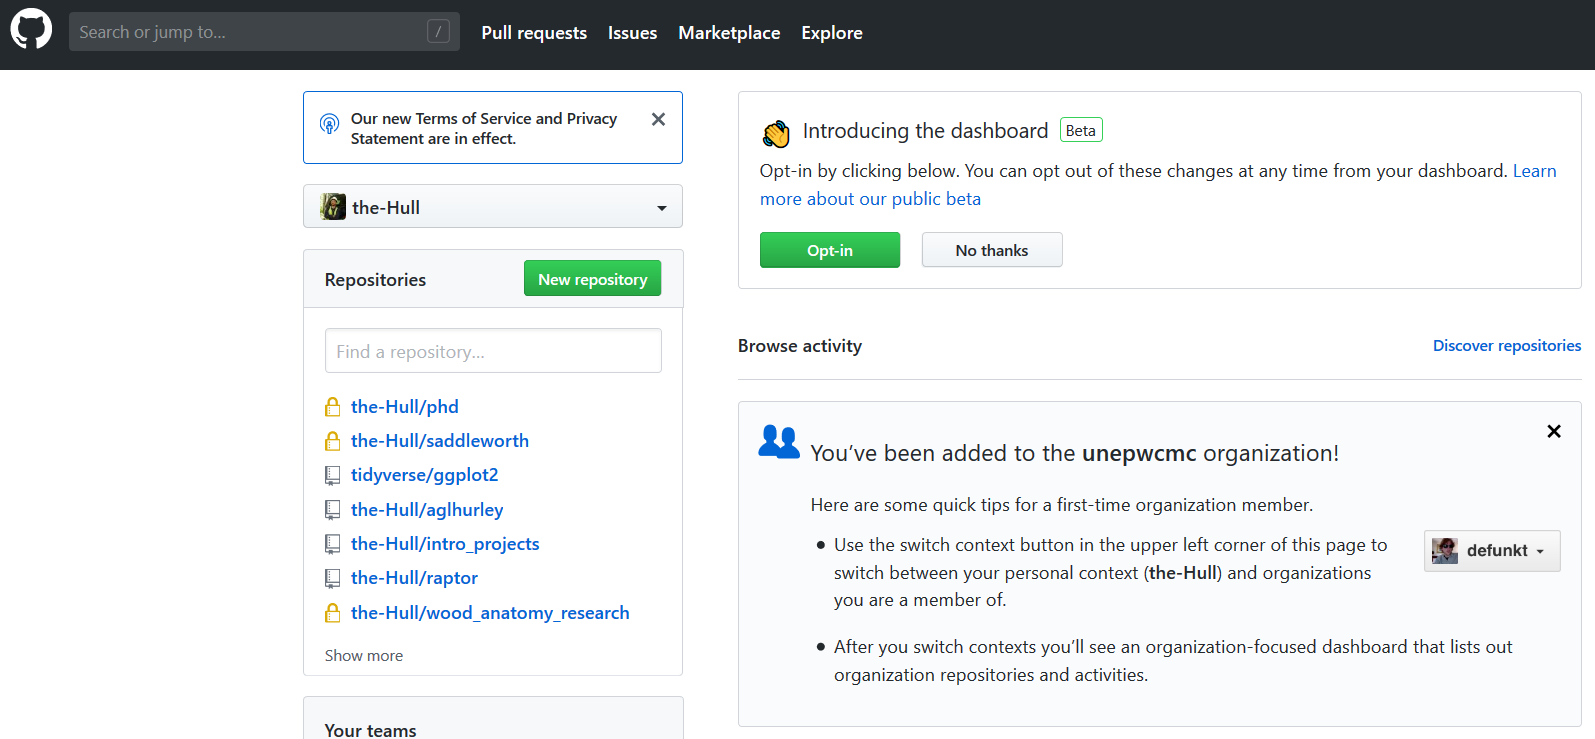 Search or jump to... /
Pull requests Issues Marketplace Explore
Our new Terms of Service and Privacy
Statement are in effect.
the-Hull
Repositories
New repository
Find a repository...
the-Hull/phd
the-Hull/saddleworth
tidyverse/ggplot2
the-Hull/aglhurley
the-Hull/intro_projects
the-Hull/raptor
the-Hull/wood_anatomy_research
Show more
Your teams
Introducing the dashboard Beta
Opt-in by clicking below. You can opt out of these changes at any time from your dashboard. Learn
more about our public beta
Opt-in No thanks
Browse activity Discover repositories
You’ve been added to the unepwcmc organization!
Here are some quick tips for a first-time organization member.
Use the switch context button in the upper left corner of this page to
switch between your personal context (the-Hull) and organizations
you are a member of.
defunkt
After you switch contexts you’ll see an organization-focused dashboard that lists out
organization repositories and activities.